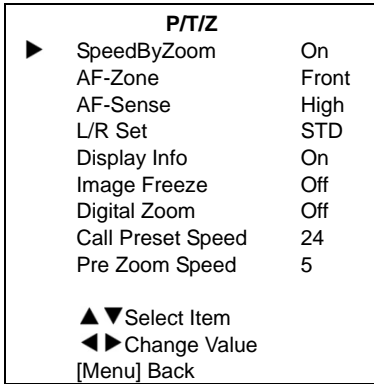 P/T/Z
▶ SpeedByZoom On
AF-Zone Front
AF-Sense High
L/R Set STD
Display Info On
Image Freeze Off
Digital Zoom Off
Call Preset Speed 24
Pre Zoom Speed 5
▲▼Select Item
◀▶Change Value
[Menu] Back